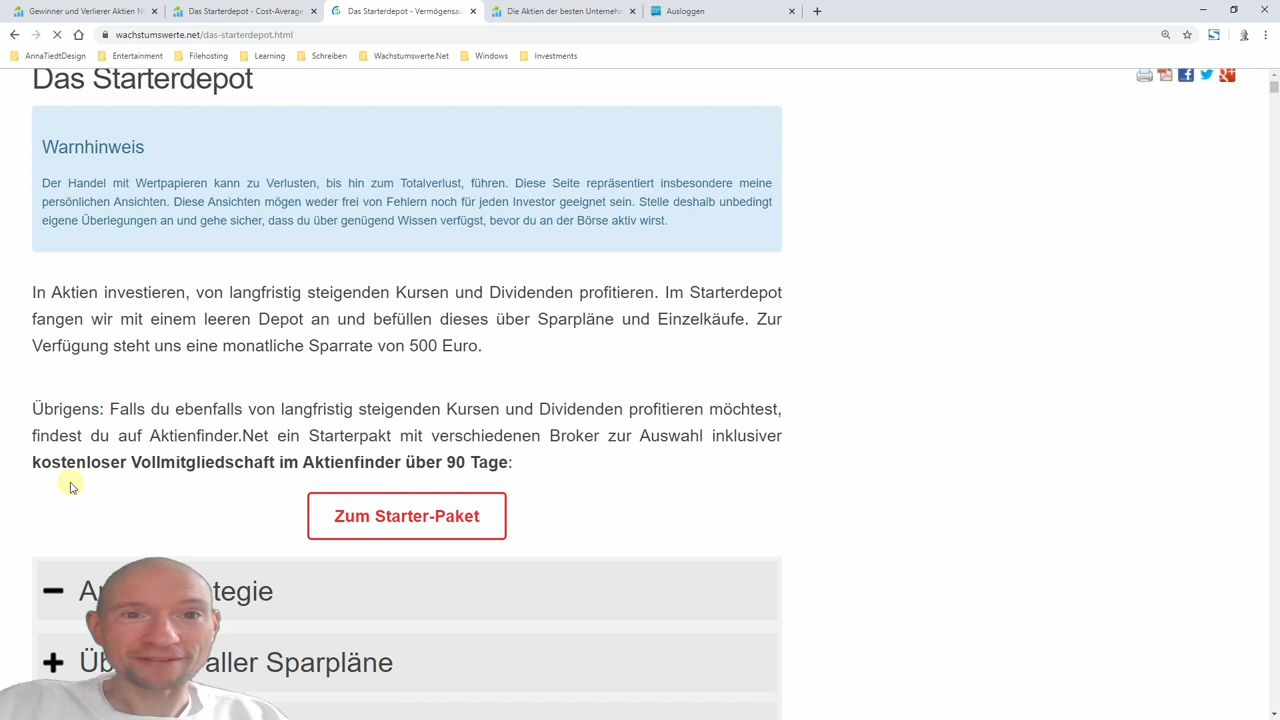 Gewinner und Verlierer Aktien N
Das Starterdepot - Cost-Average
Das Starterdepot - Vermögensau
Die Aktien der besten Unternehm
Ausloggen
wachstumswerte.net/das-starterdepot.html
AnnaTiedtDesign
Entertainment
Filehosting
Learning
Schreiben
Wachstumswerte.Net
Windows
Investments
Das Starterdepot
Warnhinweis
Der Handel mit Wertpapieren kann zu Verlusten, bis hin zum Totalverlust, führen. Diese Seite repräsentiert insbesondere meine
persönlichen Ansichten. Diese Ansichten mögen weder frei von Fehlern noch für jeden Investor geeignet sein. Stelle deshalb unbedingt
eigene Überlegungen an und gehe sicher, dass du über genügend Wissen verfügst, bevor du an der Börse aktiv wirst.
In Aktien investieren, von langfristig steigenden Kursen und Dividenden profitieren. Im Starterdepot
fangen wir mit einem leeren Depot an und befüllen dieses über Sparpläne und Einzelkäufe. Zur
Verfügung steht uns eine monatliche Sparrate von 500 Euro.
Übrigens: Falls du ebenfalls von langfristig steigenden Kursen und Dividenden profitieren möchtest,
findest du auf Aktienfinder.Net ein Starterpakt mit verschiedenen Broker zur Auswahl inklusiver
kostenloser Vollmitgliedschaft im Aktienfinder über 90 Tage:
Zum Starter-Paket
tegie
aller Sparpläne